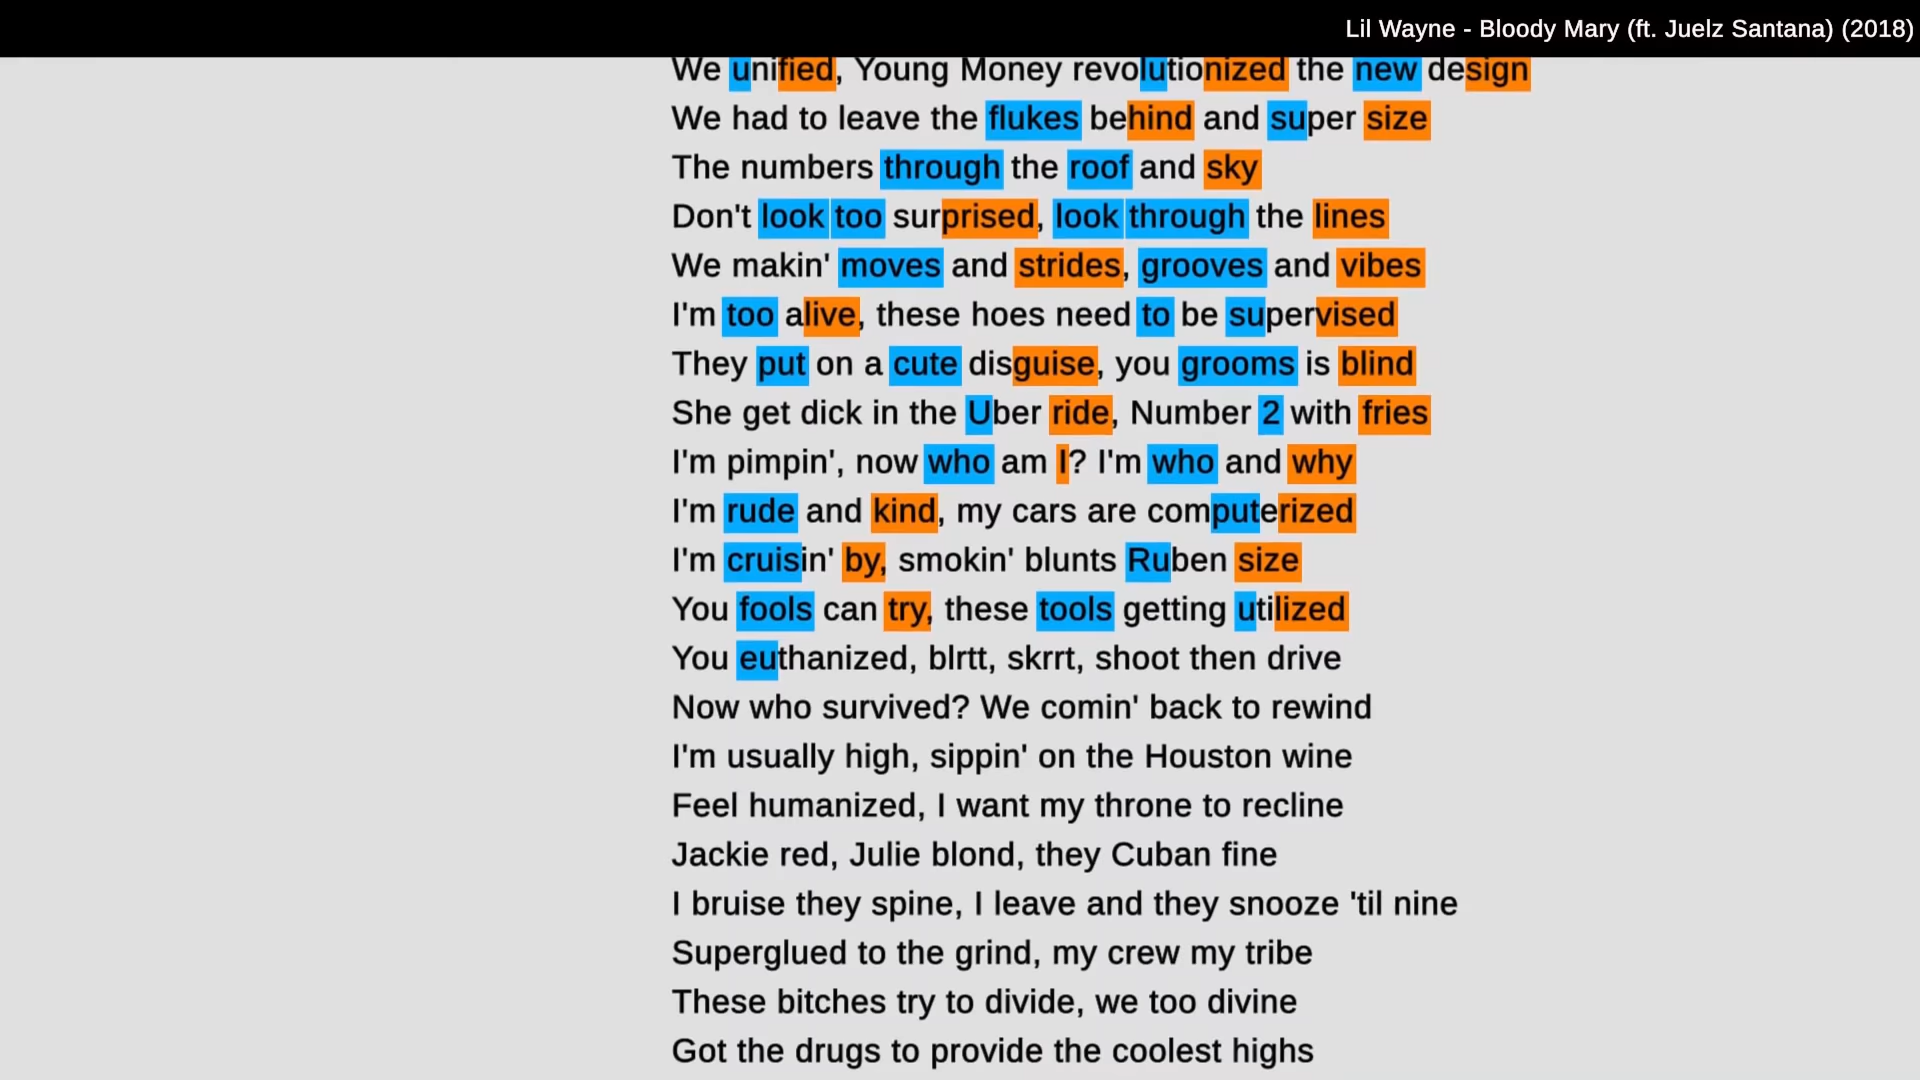 Lil Wayne - Bloody Mary (ft. Juelz Santana) (2018)
We unified, Young Money revolutionized the new design
We had to leave the flukes behind and super size
The numbers through the roof and sky
Don't look too surprised, look through the lines
We makin' moves and strides, grooves and vibes
I'm too alive, these hoes need to be supervised
They put on a cute disguise, you grooms is blind
She get dick in the Uber ride, Number 2 with fries
I'm pimpin', now who am I? I'm who and why
I'm rude and kind, my cars are computerized
I'm cruisin' by, smokin' blunts Ruben size
You fools can try, these tools getting utilized
You euthanized, blrtt, skrrt, shoot then drive
Now who survived? We comin' back to rewind
I'm usually high, sippin' on the Houston wine
Feel humanized, I want my throne to recline
Jackie red, Julie blond, they Cuban fine
I bruise they spine, I leave and they snooze 'til nine
Superglued to the grind, my crew my tribe
These bitches try to divide, we too divine
Got the drugs to provide the coolest highs